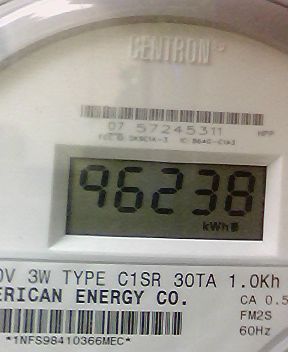 CENTRON
07 57245311 HPP
96238
kWh
0V 3W TYPE C1SR 30TA 1.0Kh
ERICAN ENERGY CO. CA 0.5
FM2S
*1NFS98410366MEC* 60Hz